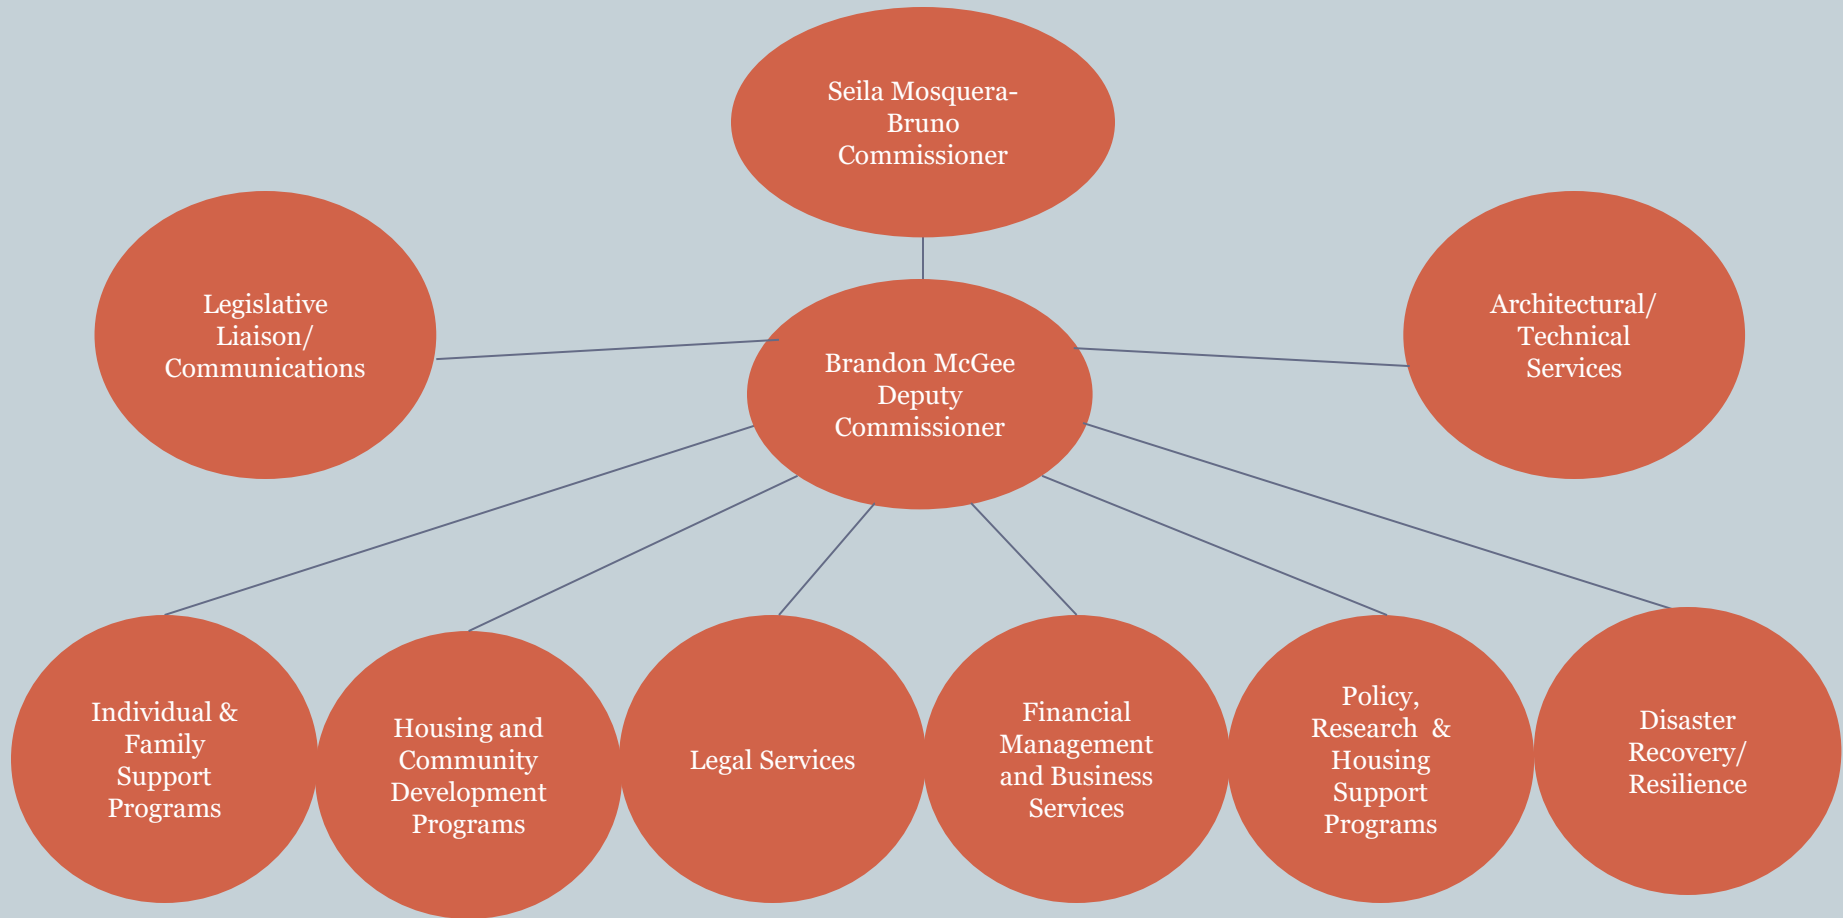 Seila Mosquera-
Bruno
Commissioner
Legislative
Liaison/
Communications
Architectural/
Technical
Services
Brandon McGee
Deputy
Commissioner
Individual &
Family
Support
Programs
Housing and
Community
Development
Programs
Legal Services
Financial
Management
and Business
Services
Policy,
Research &
Housing
Support
Programs
Disaster
Recovery/
Resilience